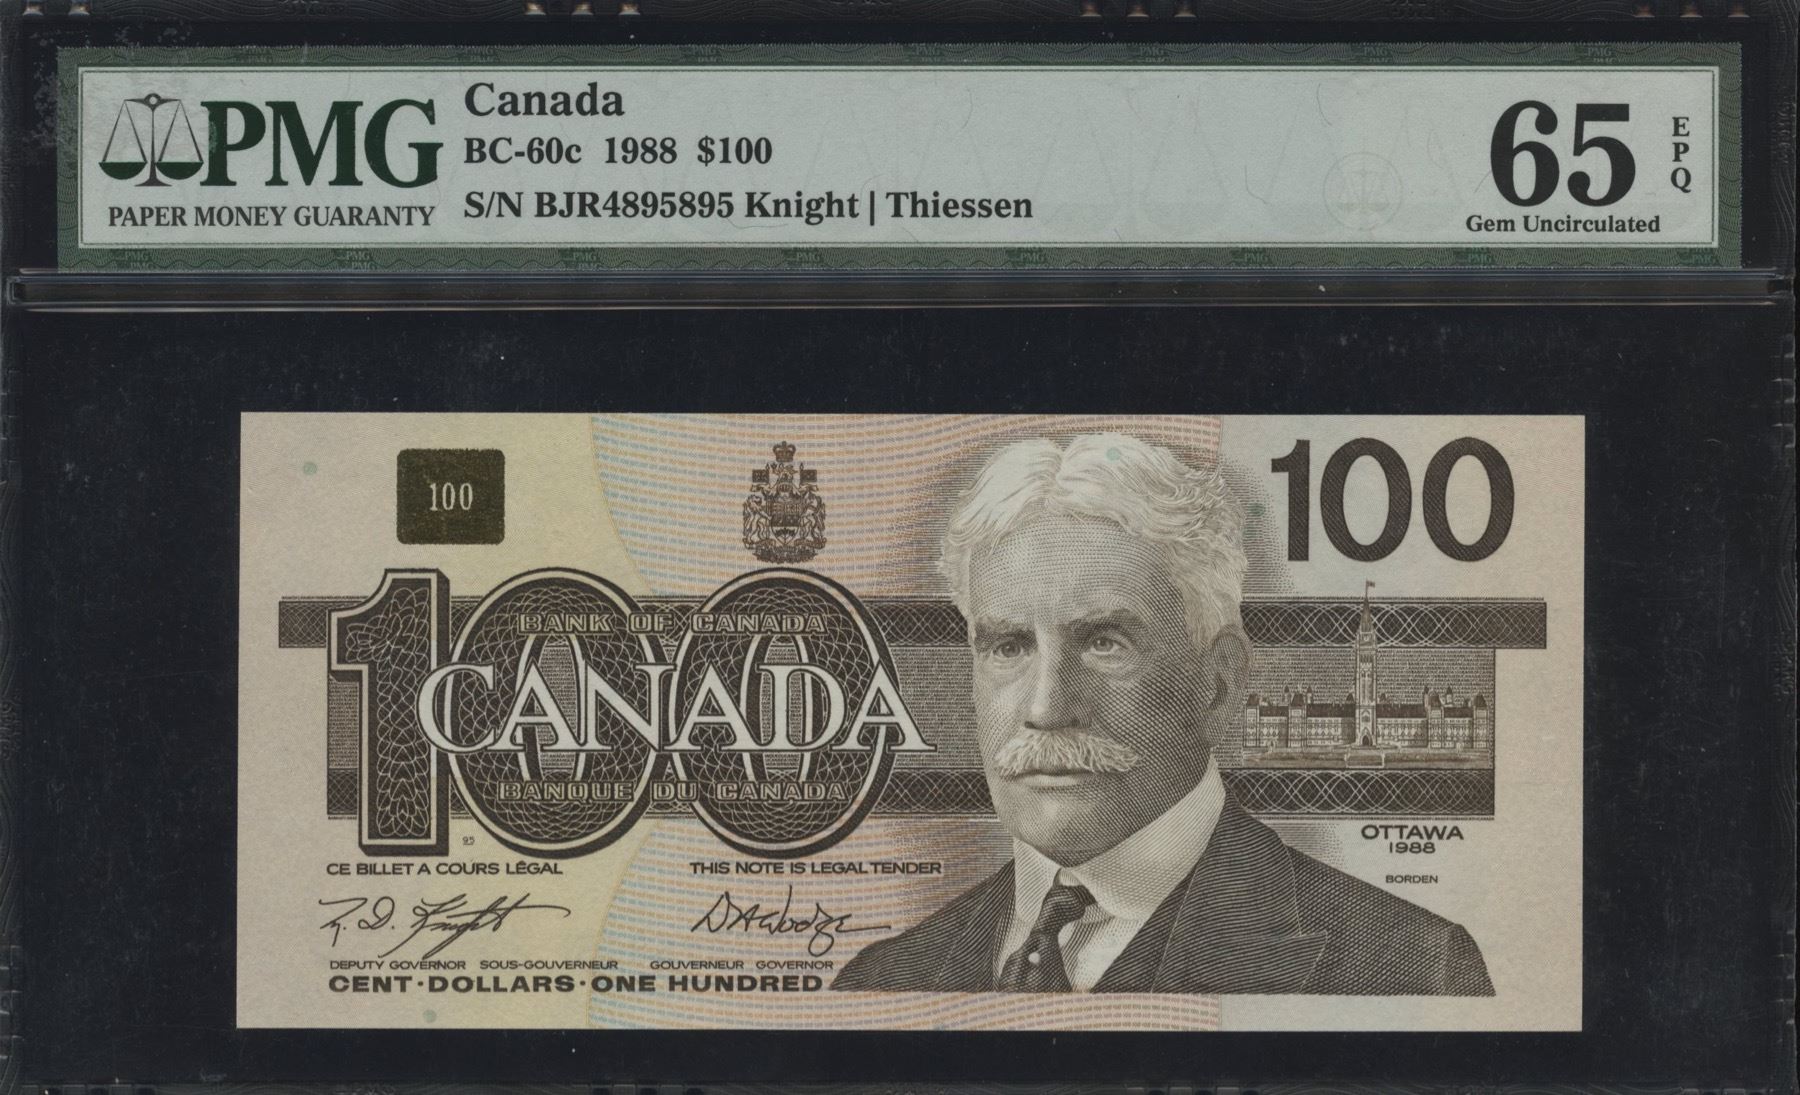 PMG
PAPER MONEY GUARANTY
Canada
BC-60c 1988 $100
S/N BJR4895895 Knight | Thiessen
65
EPQ
Gem Uncirculated
100
100
100
BANK OF CANADA
CANADA
BANQUE DU CANADA
95
CE BILLET A COURS LÉGAL
THIS NOTE IS LEGAL TENDER
OTTAWA
1988
BORDEN
DEPUTY GOVERNOR SOUS-GOUVERNEUR GOUVERNEUR GOVERNOR
CENT·DOLLARS·ONE HUNDRED